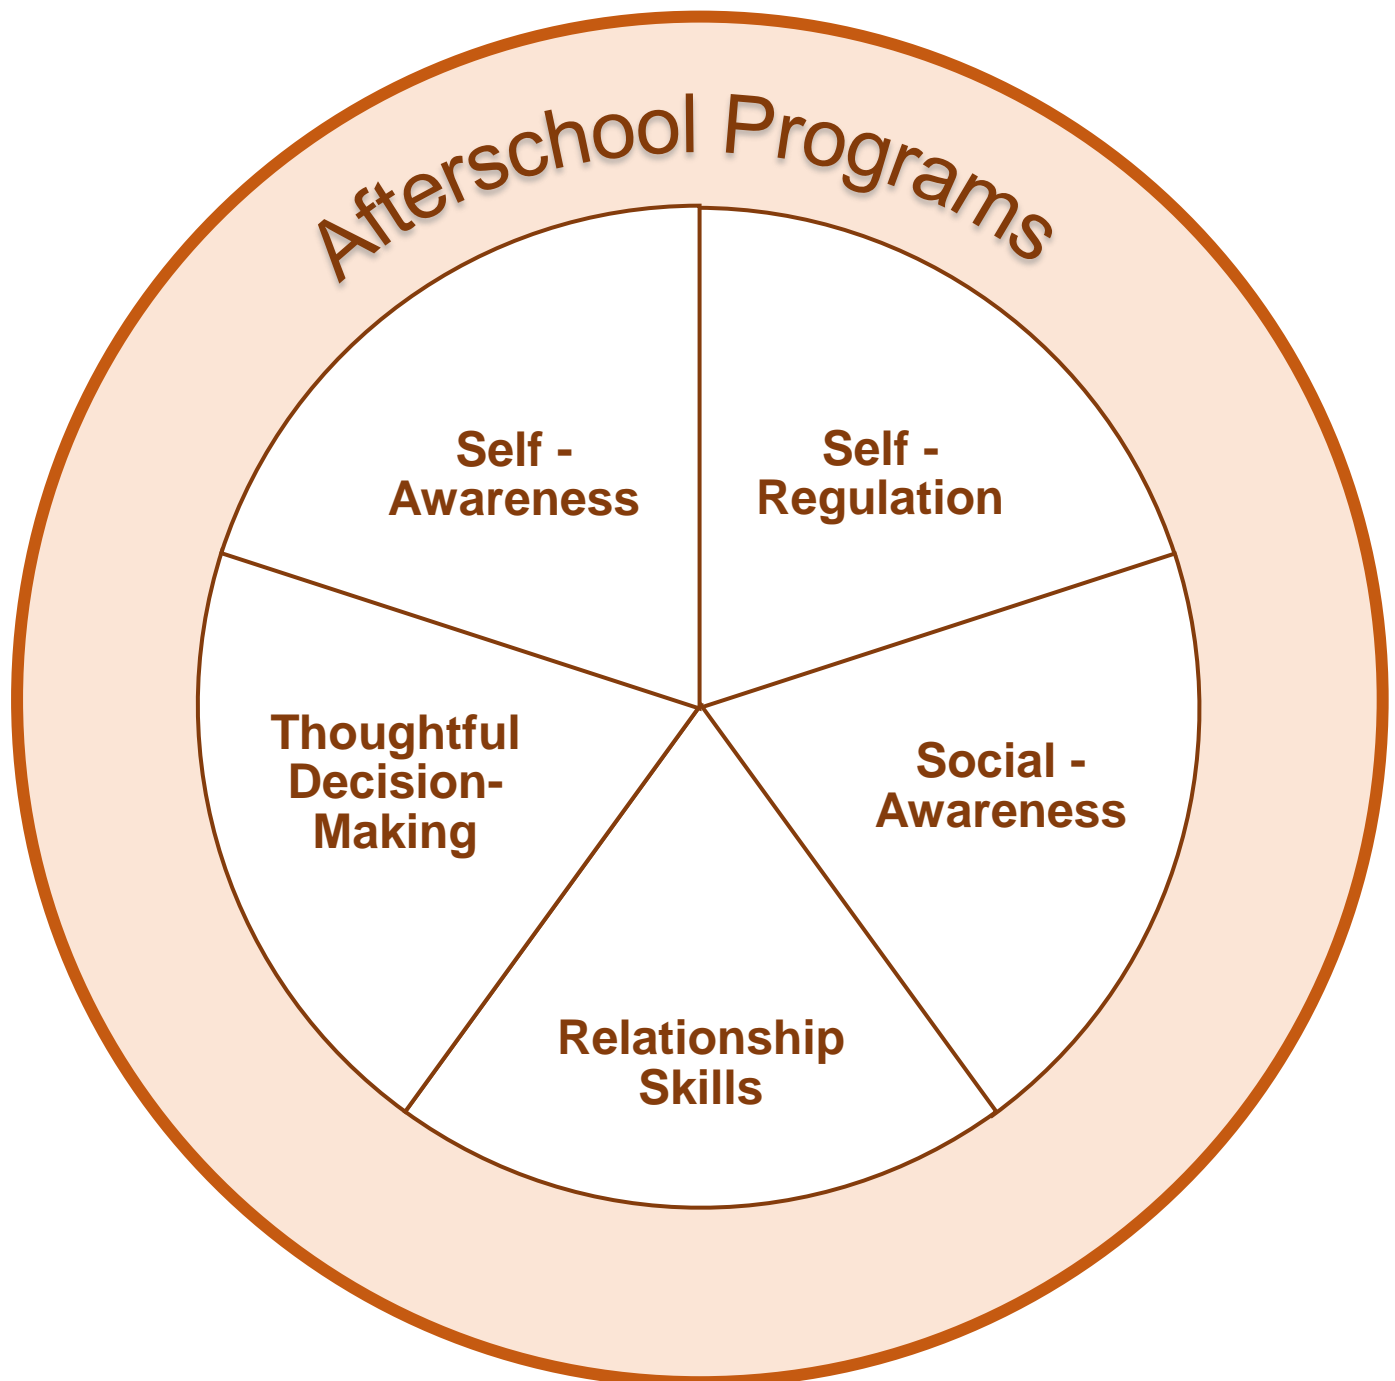 Afterschool Programs
Self -
Awareness
Self -
Regulation
Thoughtful
Decision-
Making
Social -
Awareness
Relationship
Skills